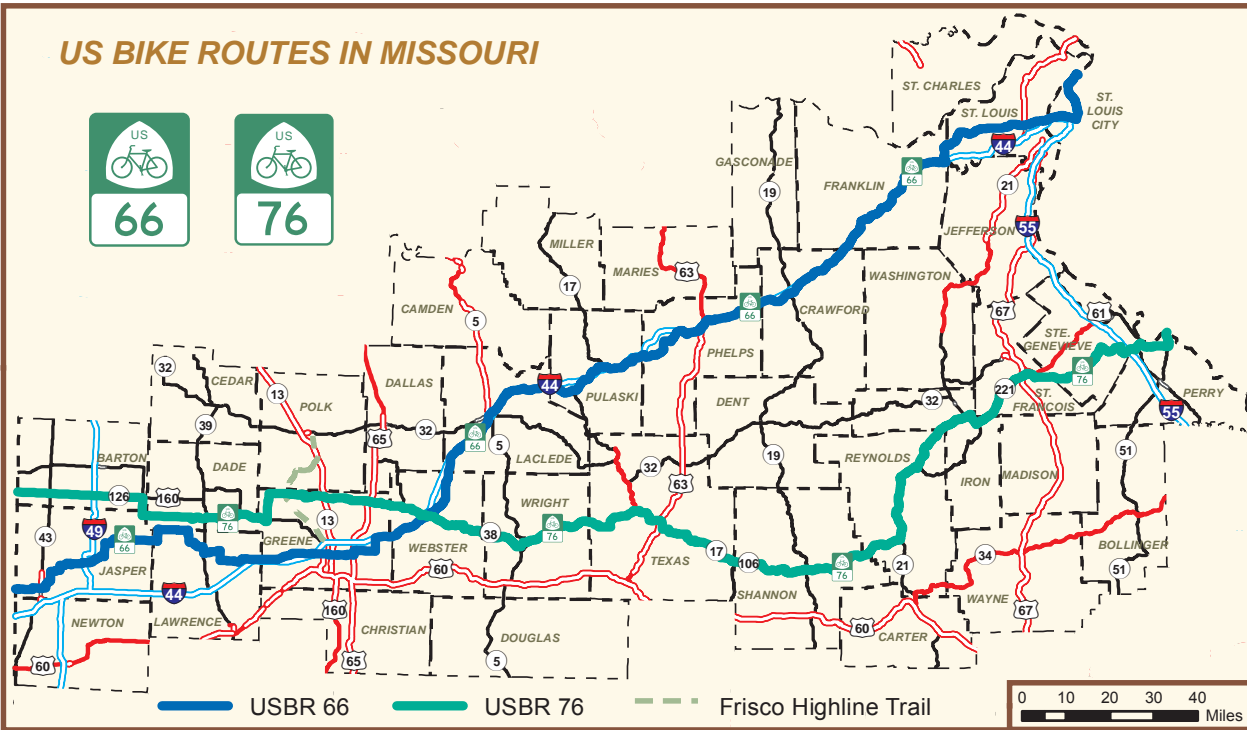 US BIKE ROUTES IN MISSOURI
US
66
US
76
ST. CHARLES
ST. LOUIS
ST.
LOUIS
CITY
44
GASCONADE
FRANKLIN
66
19
21
JEFFERSON
55
MILLER
MARIES
63
WASHINGTON
17
CAMDEN
5
66
CRAWFORD
67
61
STE.
GENEVIEVE
PHELPS
32
CEDAR
13
POLK
DALLAS
44
PULASKI
DENT
32
221
ST.
FRANCOIS
76
PERRY
55
39
65
32
66
5
LACLEDE
32
19
REYNOLDS
51
BARTON
DADE
IRON
MADISON
126
160
76
63
WRIGHT
13
49
43
66
GREENE
38
76
JASPER
WEBSTER
60
TEXAS
17
106
76
21
34
BOLLINGER
51
44
SHANNON
WAYNE
NEWTON
LAWRENCE
160
CHRISTIAN
DOUGLAS
60
CARTER
67
60
65
5
USBR 66
USBR 76
Frisco Highline Trail
0 10 20 30 40
Miles